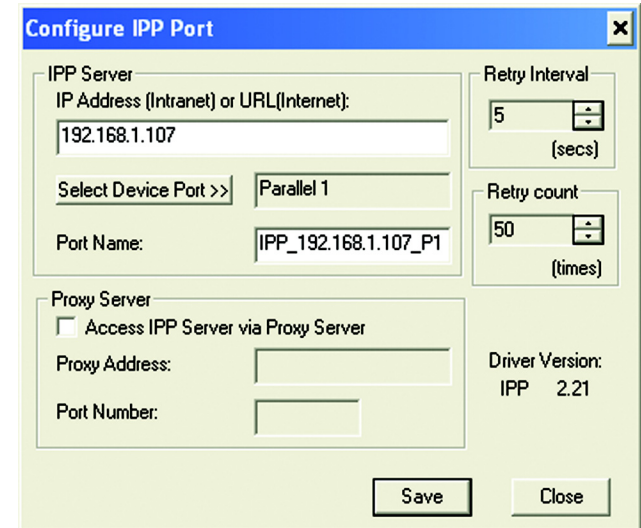 Configure IPP Port
IPP Server
IP Address (Intranet) or URL(Internet):
192.168.1.107
Select Device Port >>
Parallel 1
Port Name:
IPP_192.168.1.107_P1
Retry Interval
5
(secs)
Retry count
50
(times)
Proxy Server
Access IPP Server via Proxy Server
Proxy Address:
Port Number:
Driver Version:
IPP 2.21
Save
Close